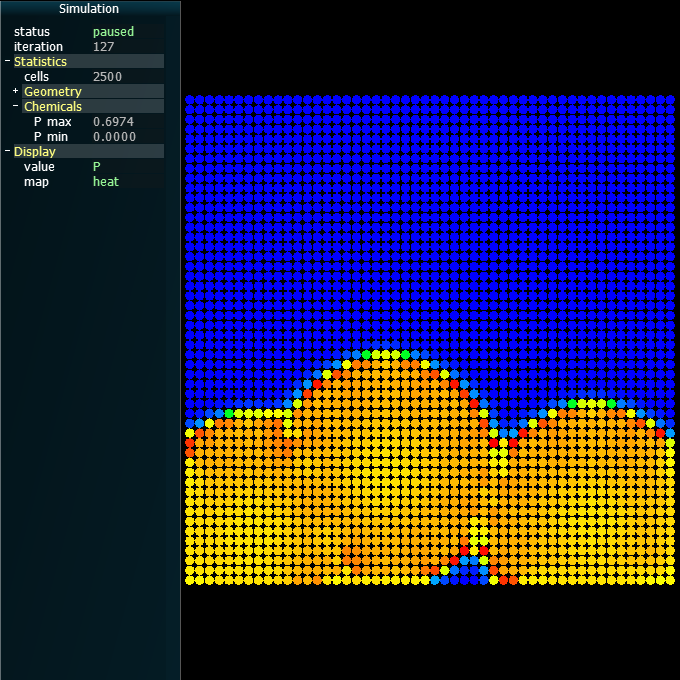 Simulation
status paused
iteration 127
- Statistics
cells 2500
+ Geometry
- Chemicals
P max 0.6974
P min 0.0000
- Display
value P
map heat